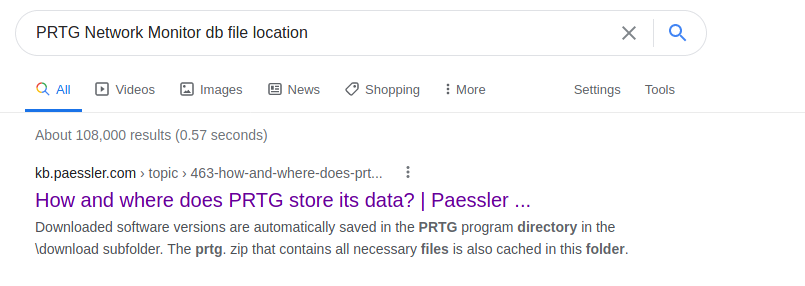 PRTG Network Monitor db file location
All Videos Images News Shopping More Settings Tools
About 108,000 results (0.57 seconds)
kb.paessler.com › topic › 463-how-and-where-does-prt...
How and where does PRTG store its data? | Paessler ...
Downloaded software versions are automatically saved in the PRTG program directory in the
\download subfolder. The prtg. zip that contains all necessary files is also cached in this folder.